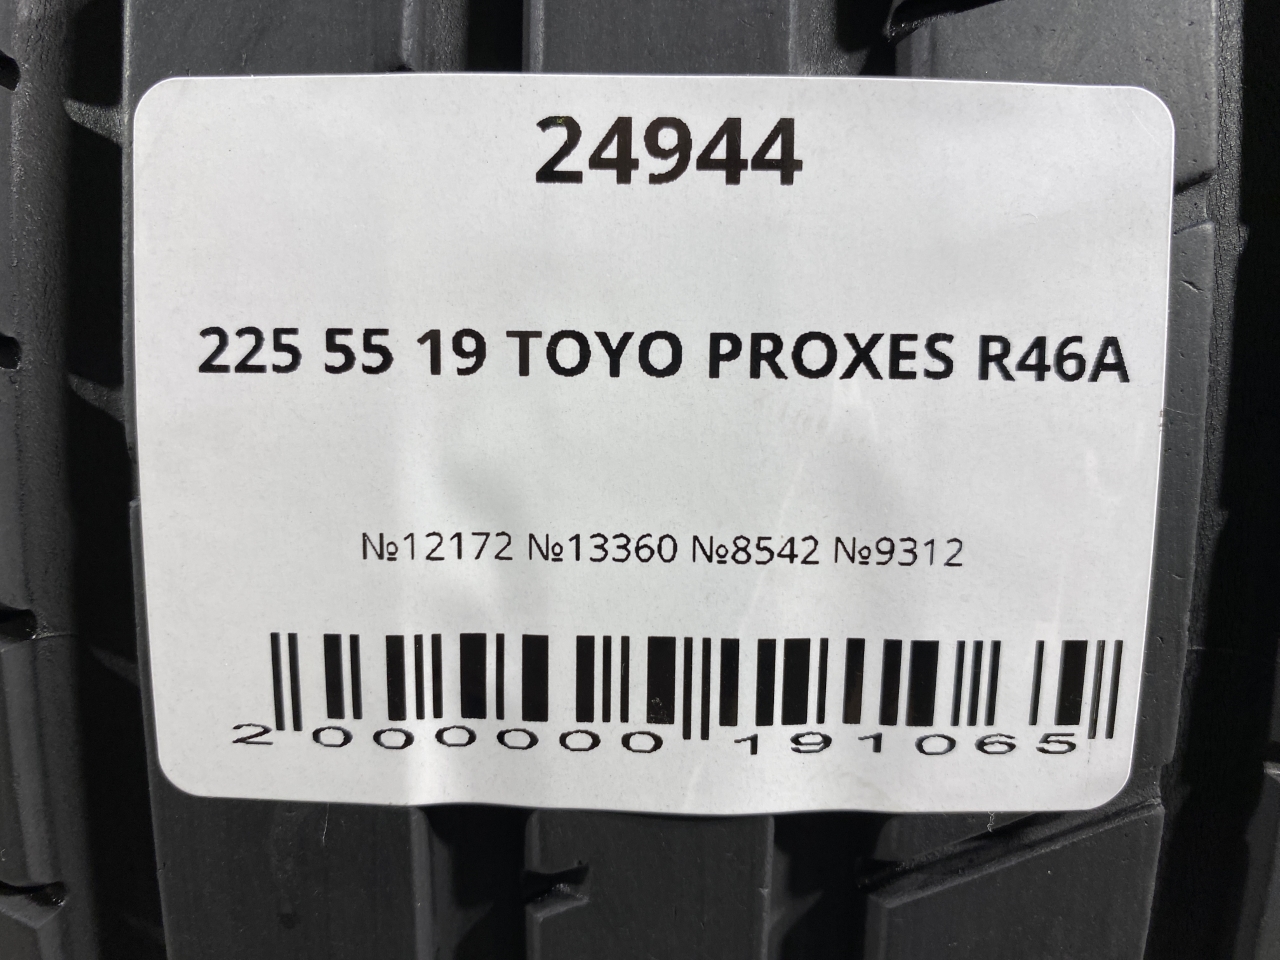 24944
225 55 19 TOYO PROXES R46A
№12172 №13360 №8542 №9312
2 000000 191065